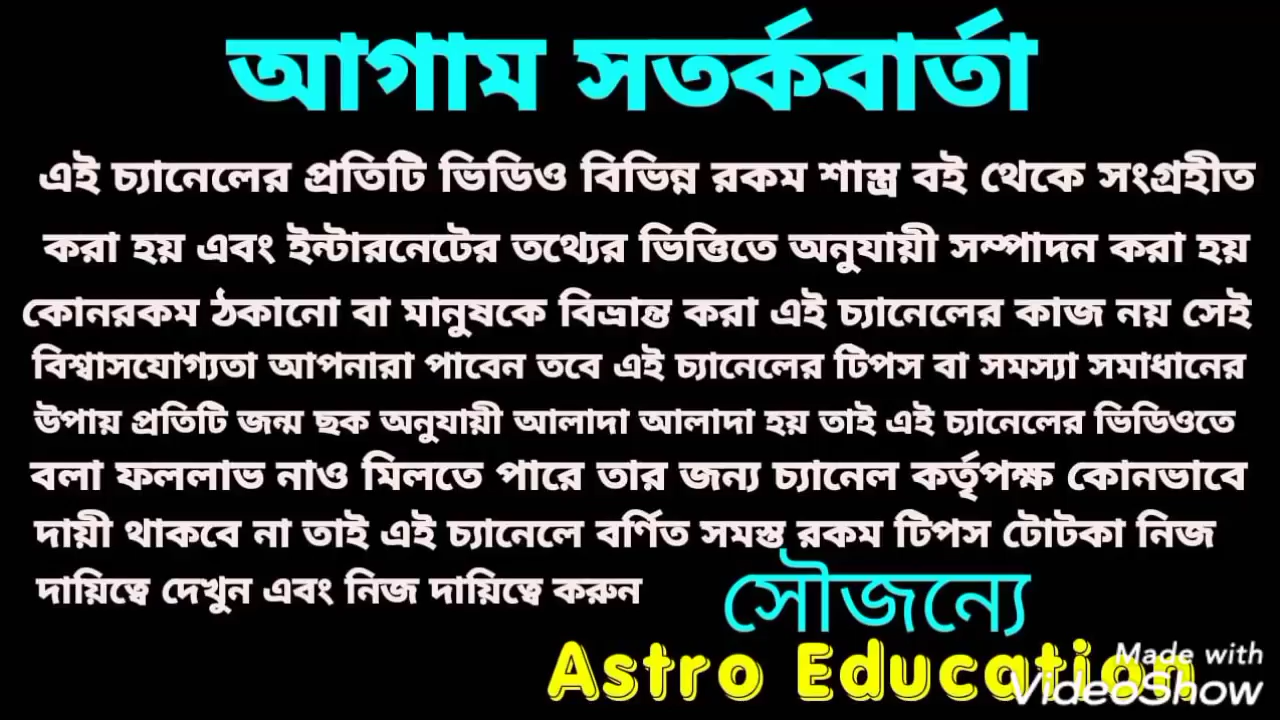 আগাম সতর্কবার্তা
এই চ্যানেলের প্রতিটি ভিডিও বিভিন্ন রকম শাস্ত্র বই থেকে সংগ্রহীত
করা হয় এবং ইন্টারনেটের তথ্যের ভিত্তিতে অনুযায়ী সম্পাদন করা হয়
কোনরকম ঠকানো বা মানুষকে বিভ্রান্ত করা এই চ্যানেলের কাজ নয় সেই
বিশ্বাসযোগ্যতা আপনারা পাবেন তবে এই চ্যানেলের টিপস বা সমস্যা সমাধানের
উপায় প্রতিটি জন্ম ছক অনুযায়ী আলাদা আলাদা হয় তাই এই চ্যানেলের ভিডিওতে
বলা ফললাভ নাও মিলতে পারে তার জন্য চ্যানেল কর্তৃপক্ষ কোনভাবে
দায়ী থাকবে না তাই এই চ্যানেলে বর্ণিত সমস্ত রকম টিপস টোটকা নিজ
দায়িত্বে দেখুন এবং নিজ দায়িত্বে করুন
সৌজন্যে
Astro Education
Made with
VideoShow